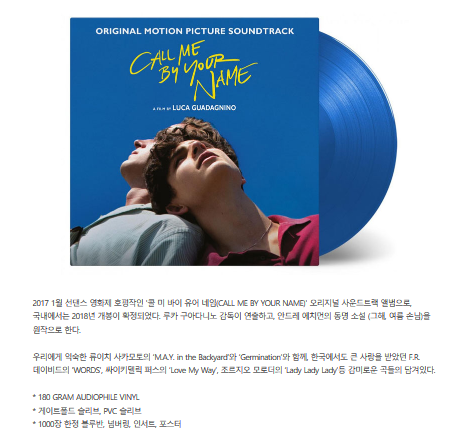 ORIGINAL MOTION PICTURE SOUNDTRACK
CALL ME
BY YOUR
NAME
A FILM BY LUCA GUADAGNINO
2017 1월 선댄스 영화제 호평작인 '콜 미 바이 유어 네임(CALL ME BY YOUR NAME)' 오리지널 사운드트랙 앨범으로,
국내에서는 2018년 개봉이 확정되었다. 루카 구아다니노 감독이 연출하고, 안드레 애치먼의 동명 소설 (그해, 여름 손님)을
원작으로 한다.
우리에게 익숙한 류이치 사카모토의 'M.A.Y. in the Backyard'와 'Germination'와 함께, 한국에서도 큰 사랑을 받았던 F.R.
데이비드의 'WORDS', 싸이키델릭 퍼스의 'Love My Way', 조르지오 모로더의 'Lady Lady Lady'등 감미로운 곡들의 담겨있다.
* 180 GRAM AUDIOPHILE VINYL
* 게이트폴드 슬리브, PVC 슬리브
* 1000장 한정 블루반, 넘버링, 인서트, 포스터